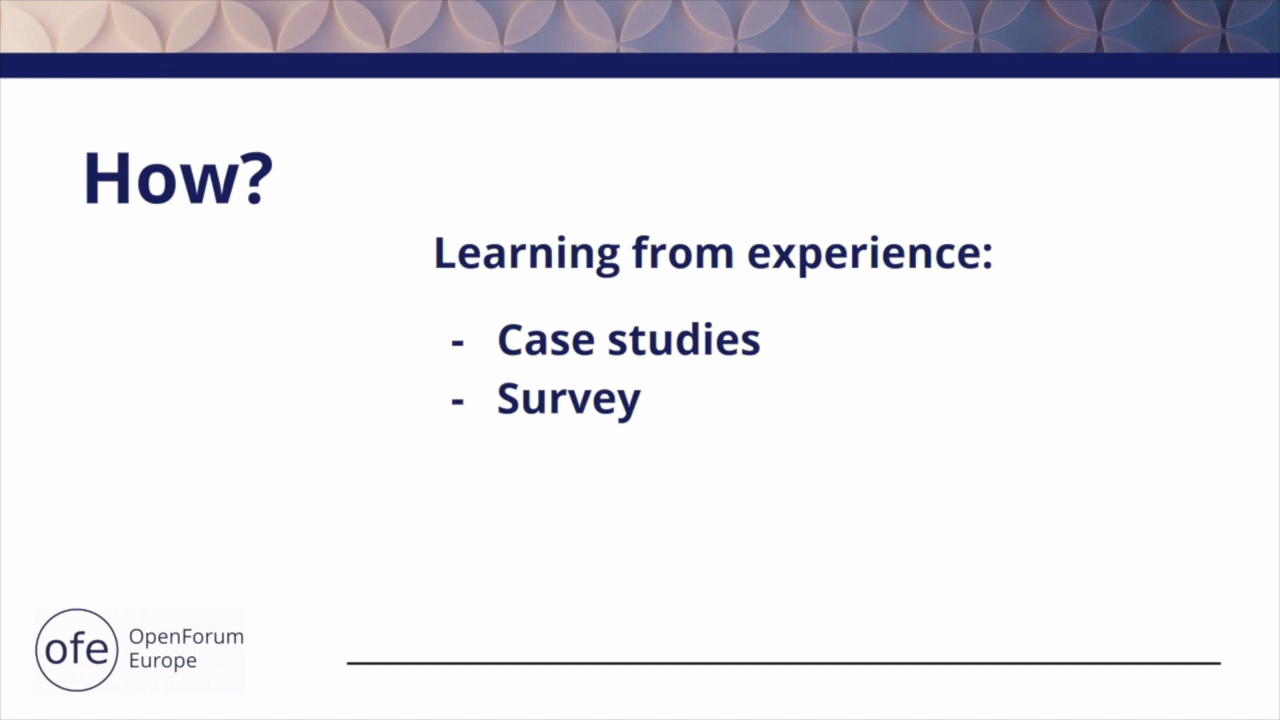 How?
Learning from experience:
- Case studies
- Survey
ofe
OpenForum
Europe